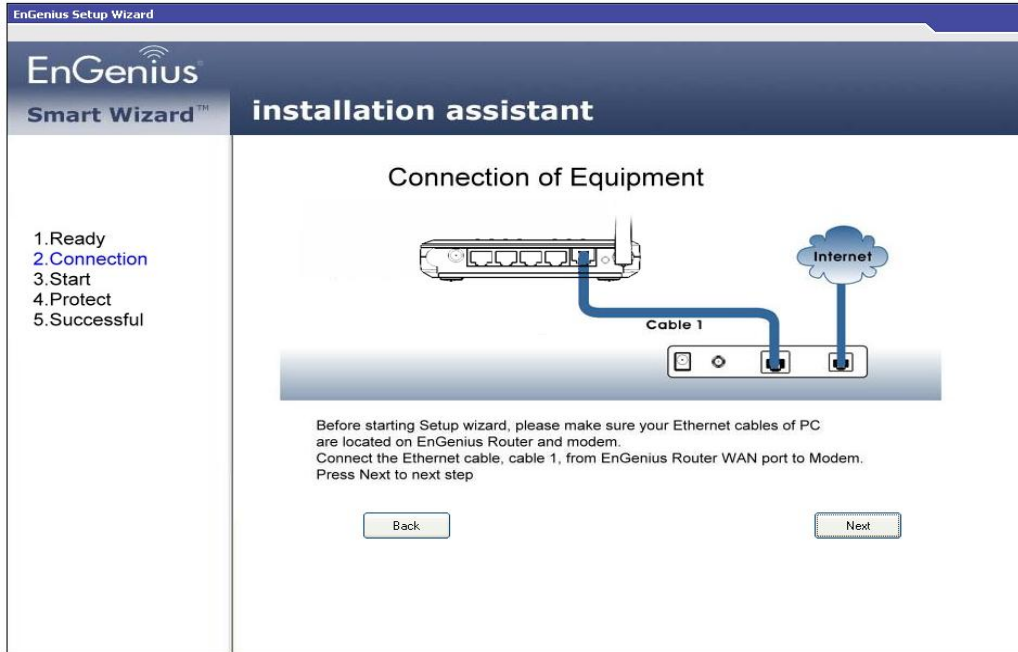 EnGenius Setup Wizard
EnGenius®
Smart Wizard™
installation assistant
Connection of Equipment
1.Ready
2.Connection
3.Start
4.Protect
5.Successful
Internet
Cable 1
Before starting Setup wizard, please make sure your Ethernet cables of PC
are located on EnGenius Router and modem.
Connect the Ethernet cable, cable 1, from EnGenius Router WAN port to Modem.
Press Next to next step
Back
Next